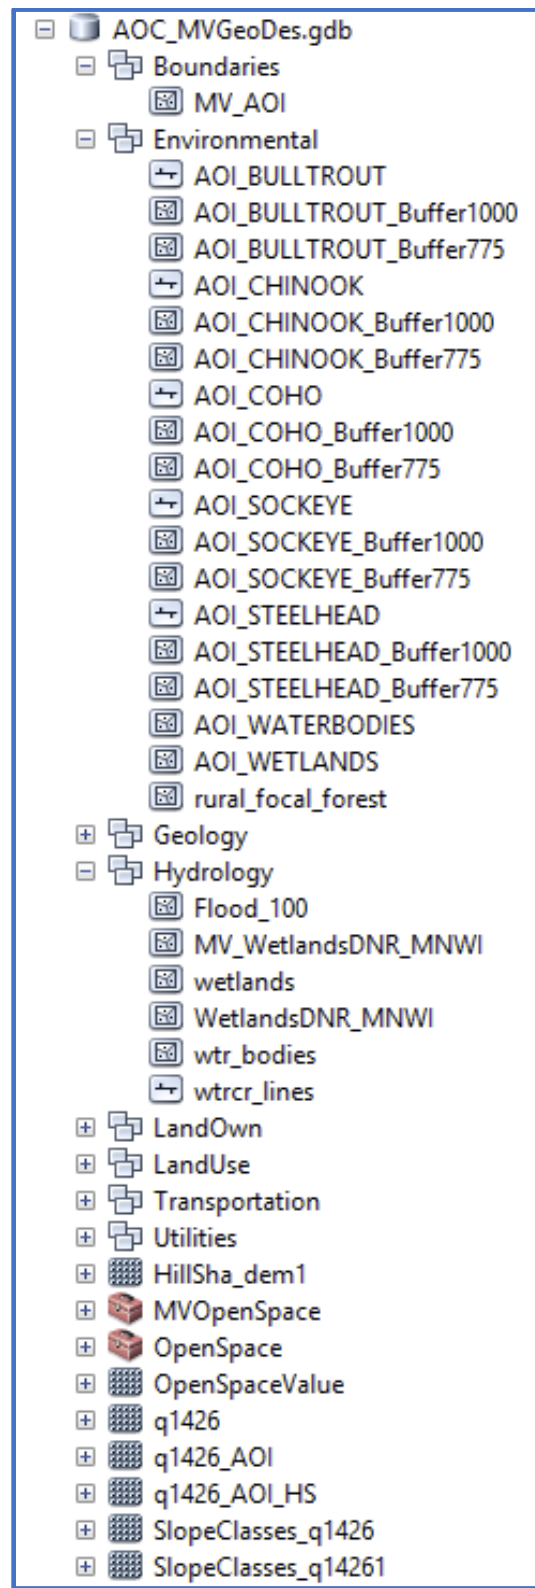 AOC_MVGeoDes.gdb
Boundaries
MV_AOI
Environmental
AOI_BULLTROUT
AOI_BULLTROUT_Buffer1000
AOI_BULLTROUT_Buffer775
AOI_CHINOOK
AOI_CHINOOK_Buffer1000
AOI_CHINOOK_Buffer775
AOI_COHO
AOI_COHO_Buffer1000
AOI_COHO_Buffer775
AOI_SOCKEYE
AOI_SOCKEYE_Buffer1000
AOI_SOCKEYE_Buffer775
AOI_STEELHEAD
AOI_STEELHEAD_Buffer1000
AOI_STEELHEAD_Buffer775
AOI_WATERBODIES
AOI_WETLANDS
rural_focal_forest
Geology
Hydrology
Flood_100
MV_WetlandsDNR_MNWI
wetlands
WetlandsDNR_MNWI
wtr_bodies
wtrcr_lines
LandOwn
LandUse
Transportation
Utilities
HillSha_dem1
MVOpenSpace
OpenSpace
OpenSpaceValue
q1426
q1426_AOI
q1426_AOI_HS
SlopeClasses_q1426
SlopeClasses_q14261